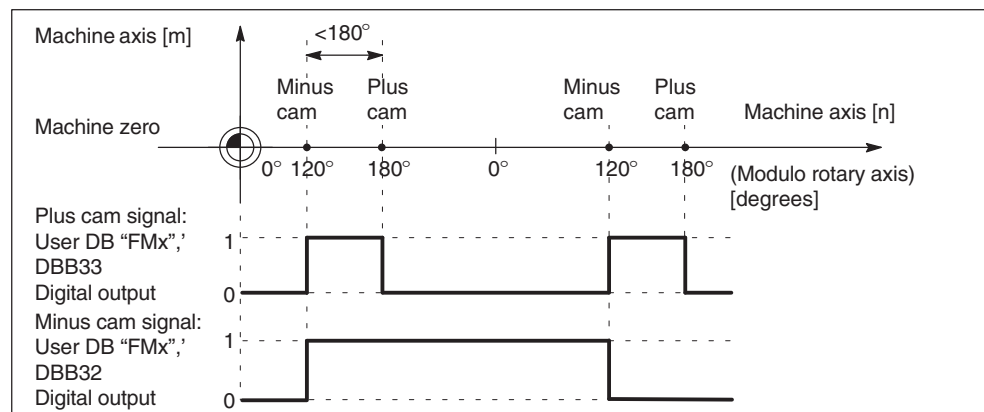 Machine axis [m]
<180°
Minus cam
Plus cam
Minus cam
Plus cam
Machine axis [n]
Machine zero
0° 120° 180° 0° 120° 180°
(Modulo rotary axis)
[degrees]
Plus cam signal:
User DB “FMx”,’
DBB33
Digital output
1
0
Minus cam signal:
User DB “FMx”,’
DBB32
Digital output
1
0